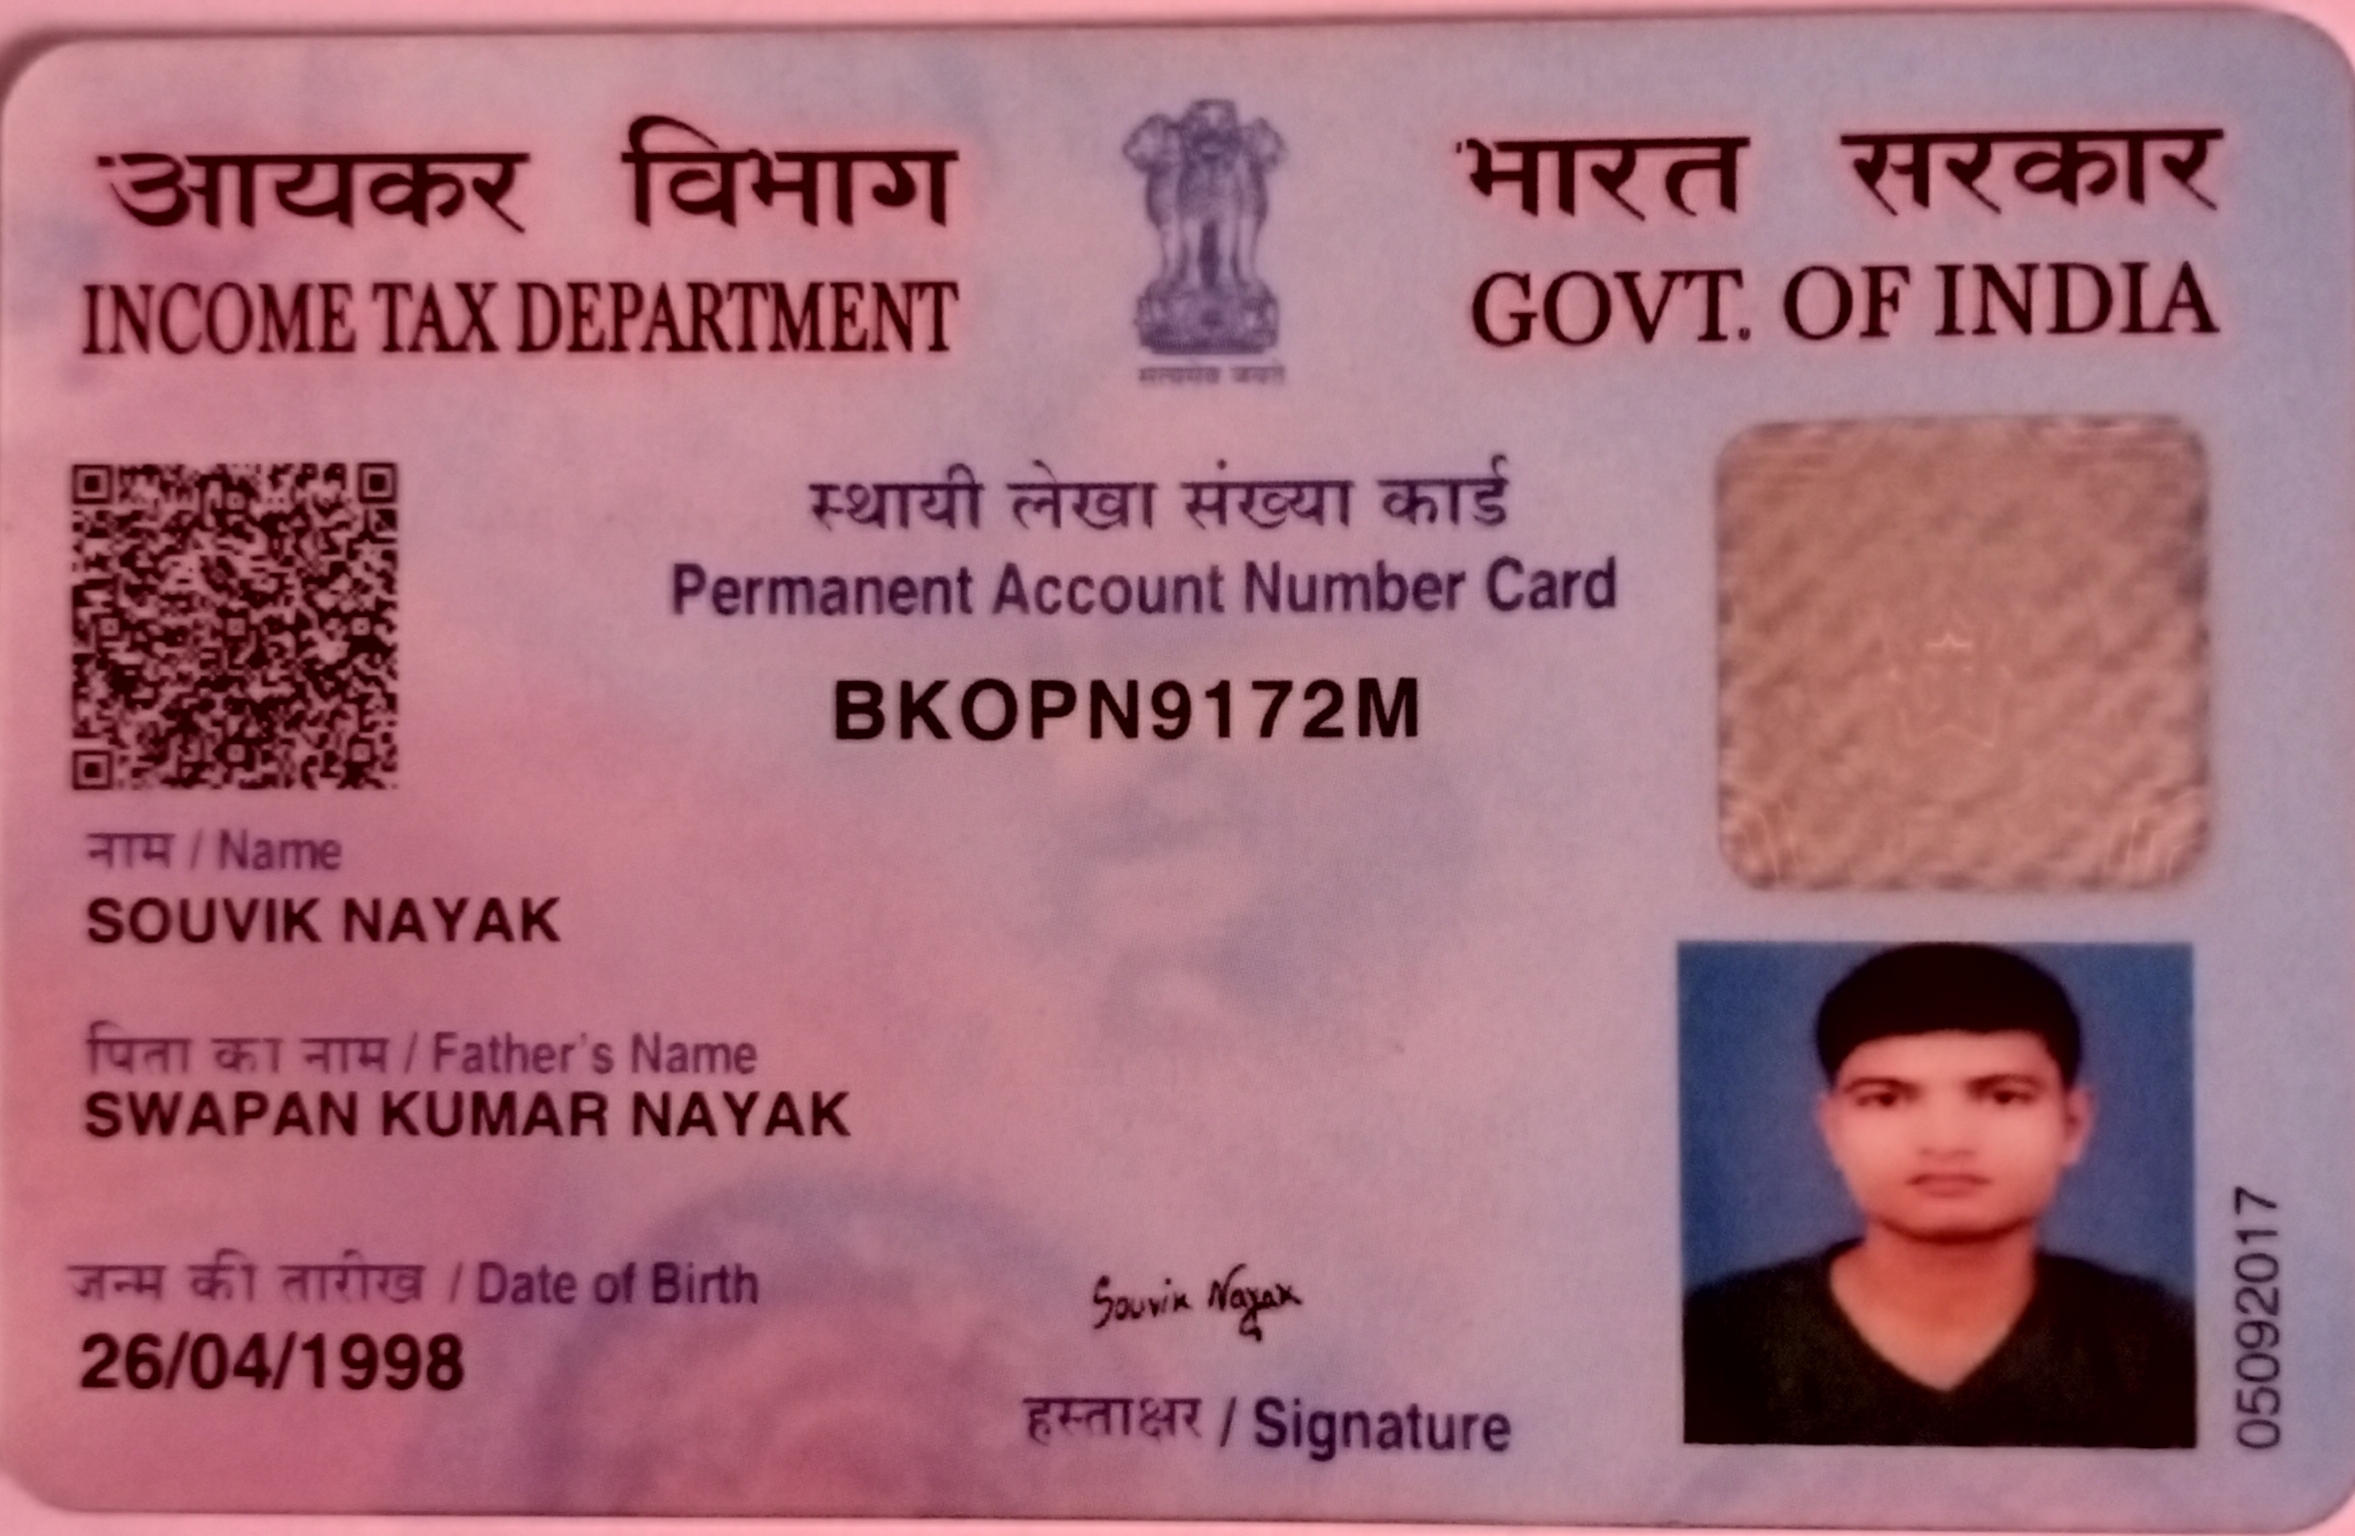 आयकर विभाग
INCOME TAX DEPARTMENT
सत्यमेव जयते
भारत सरकार
GOVT. OF INDIA
स्थायी लेखा संख्या कार्ड
Permanent Account Number Card
BKOPN9172M
नाम / Name
SOUVIK NAYAK
पिता का नाम / Father's Name
SWAPAN KUMAR NAYAK
जन्म की तारीख / Date of Birth
26/04/1998
Souvik Nayak
हस्ताक्षर / Signature
05092017